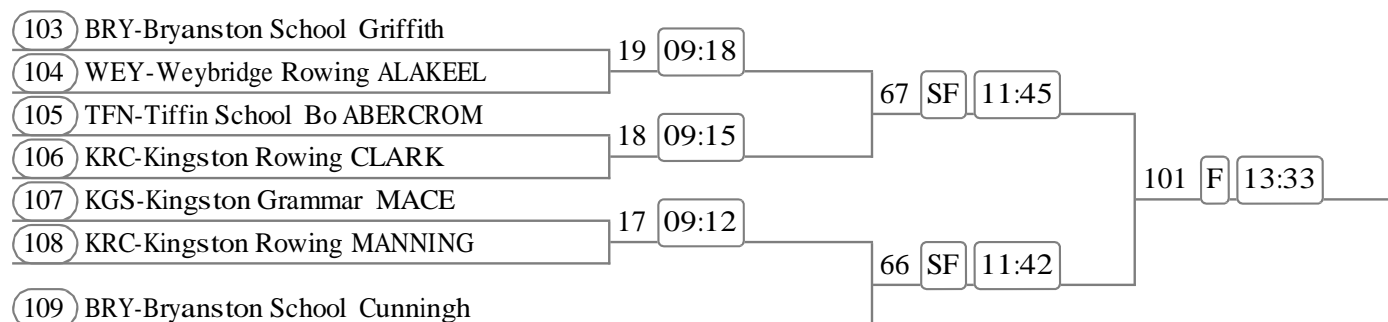 103 BRY-Bryanston School Griffith
19 09:18
104 WEY-Weybridge Rowing ALAKEEL
67 SF 11:45
105 TFN-Tiffin School Bo ABERCROM
18 09:15
106 KRC-Kingston Rowing CLARK
101 F 13:33
107 KGS-Kingston Grammar MACE
17 09:12
108 KRC-Kingston Rowing MANNING
66 SF 11:42
109 BRY-Bryanston School Cunningh